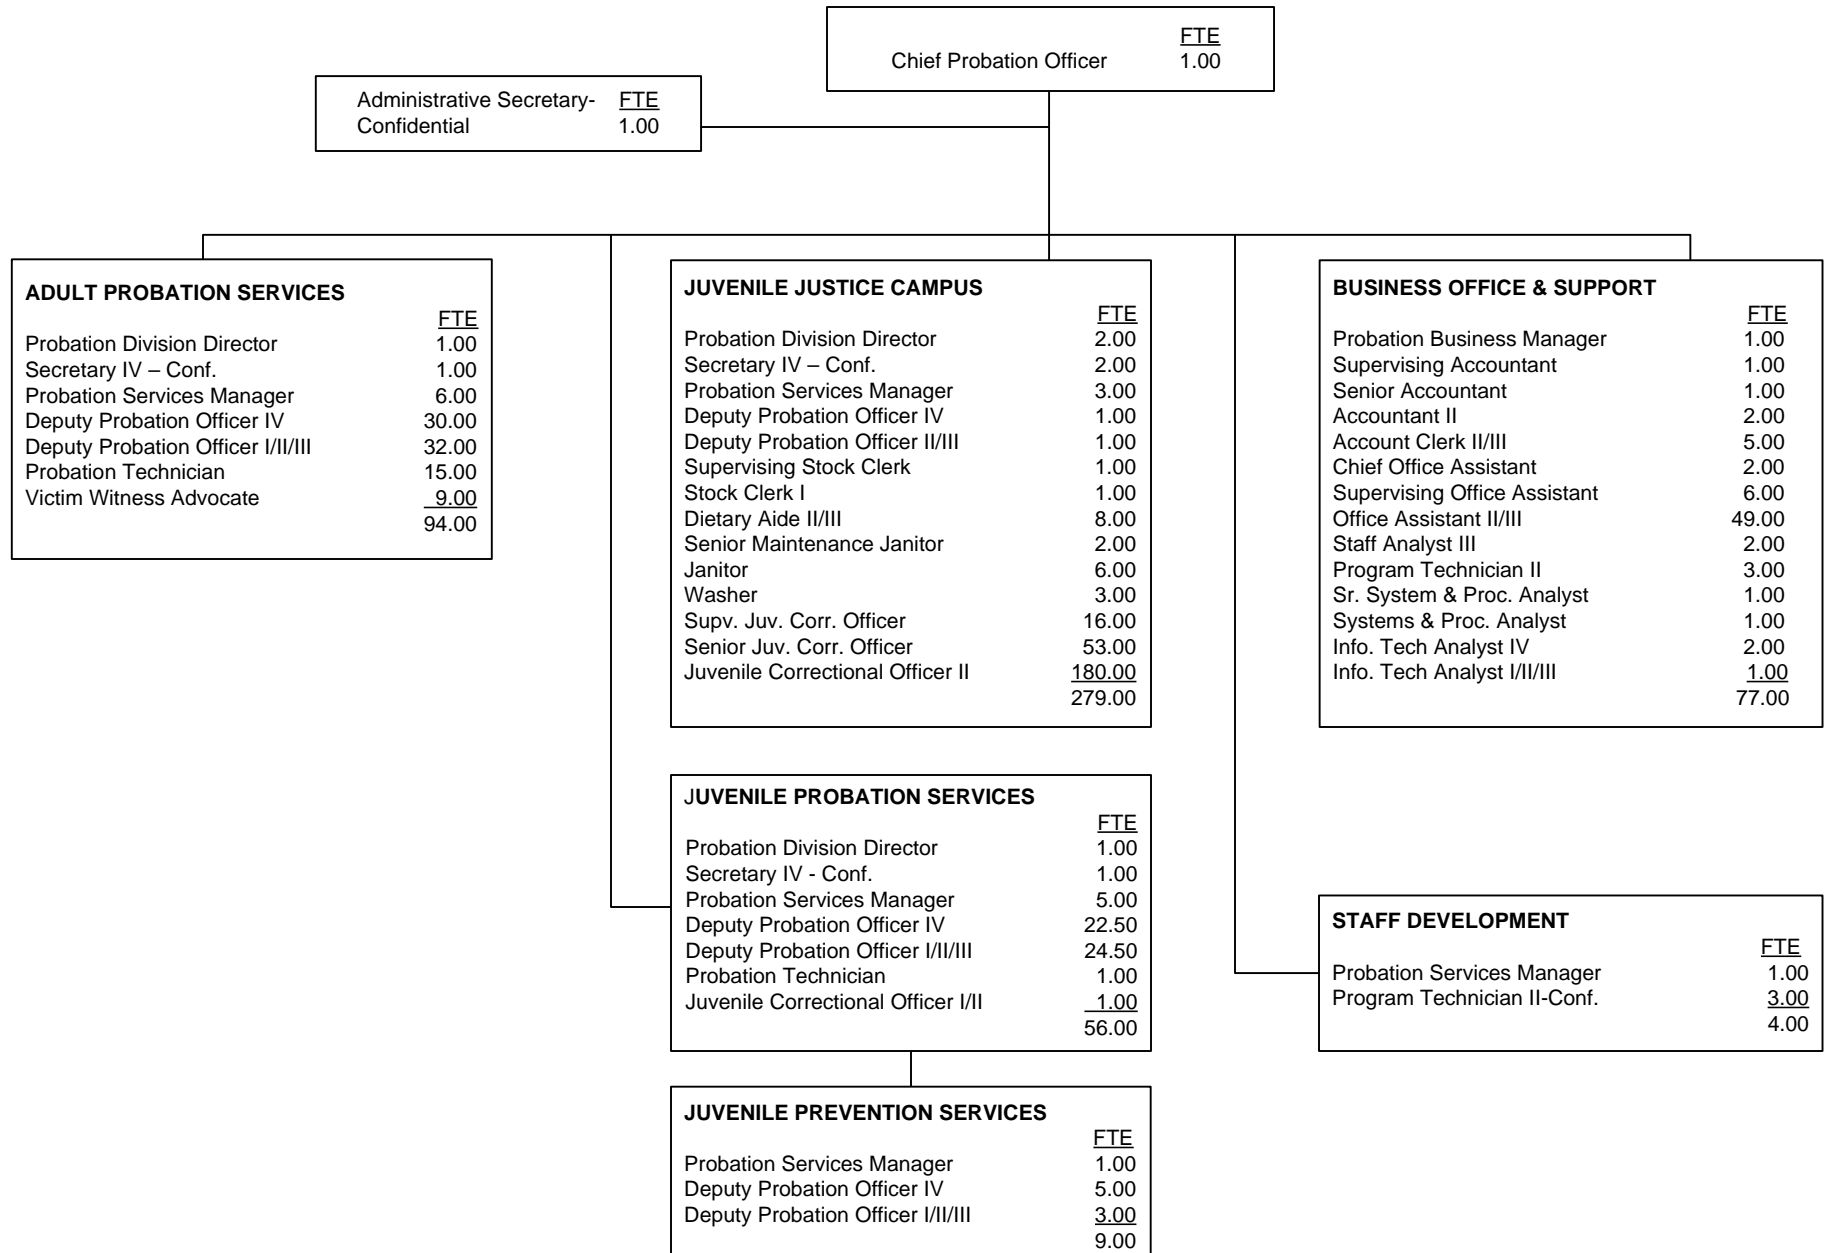 FTE
Chief Probation Officer 1.00
Administrative Secretary- FTE
Confidential 1.00
ADULT PROBATION SERVICES
FTE
Probation Division Director 1.00
Secretary IV – Conf. 1.00
Probation Services Manager 6.00
Deputy Probation Officer IV 30.00
Deputy Probation Officer I/II/III 32.00
Probation Technician 15.00
Victim Witness Advocate 9.00
94.00
JUVENILE JUSTICE CAMPUS
FTE
Probation Division Director 2.00
Secretary IV – Conf. 2.00
Probation Services Manager 3.00
Deputy Probation Officer IV 1.00
Deputy Probation Officer II/III 1.00
Supervising Stock Clerk 1.00
Stock Clerk I 1.00
Dietary Aide II/III 8.00
Senior Maintenance Janitor 2.00
Janitor 6.00
Washer 3.00
Supv. Juv. Corr. Officer 16.00
Senior Juv. Corr. Officer 53.00
Juvenile Correctional Officer II 180.00
279.00
BUSINESS OFFICE & SUPPORT
FTE
Probation Business Manager 1.00
Supervising Accountant 1.00
Senior Accountant 1.00
Accountant II 2.00
Account Clerk II/III 5.00
Chief Office Assistant 2.00
Supervising Office Assistant 6.00
Office Assistant II/III 49.00
Staff Analyst III 2.00
Program Technician II 3.00
Sr. System & Proc. Analyst 1.00
Systems & Proc. Analyst 1.00
Info. Tech Analyst IV 2.00
Info. Tech Analyst I/II/III 1.00
77.00
JUVENILE PROBATION SERVICES
FTE
Probation Division Director 1.00
Secretary IV - Conf. 1.00
Probation Services Manager 5.00
Deputy Probation Officer IV 22.50
Deputy Probation Officer I/II/III 24.50
Probation Technician 1.00
Juvenile Correctional Officer I/II 1.00
56.00
STAFF DEVELOPMENT
FTE
Probation Services Manager 1.00
Program Technician II-Conf. 3.00
4.00
JUVENILE PREVENTION SERVICES
FTE
Probation Services Manager 1.00
Deputy Probation Officer IV 5.00
Deputy Probation Officer I/II/III 3.00
9.00